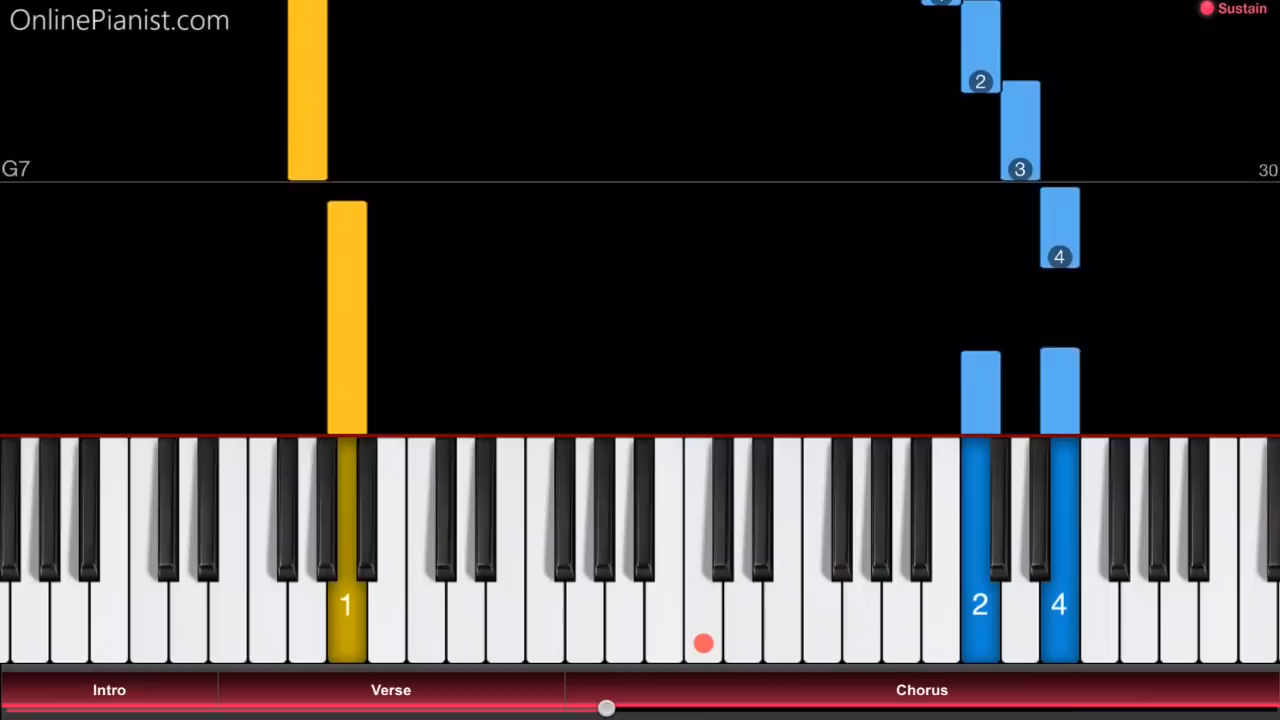 OnlinePianist.com
Sustain
2
G7
3
30
4
1
2
4
Intro
Verse
Chorus